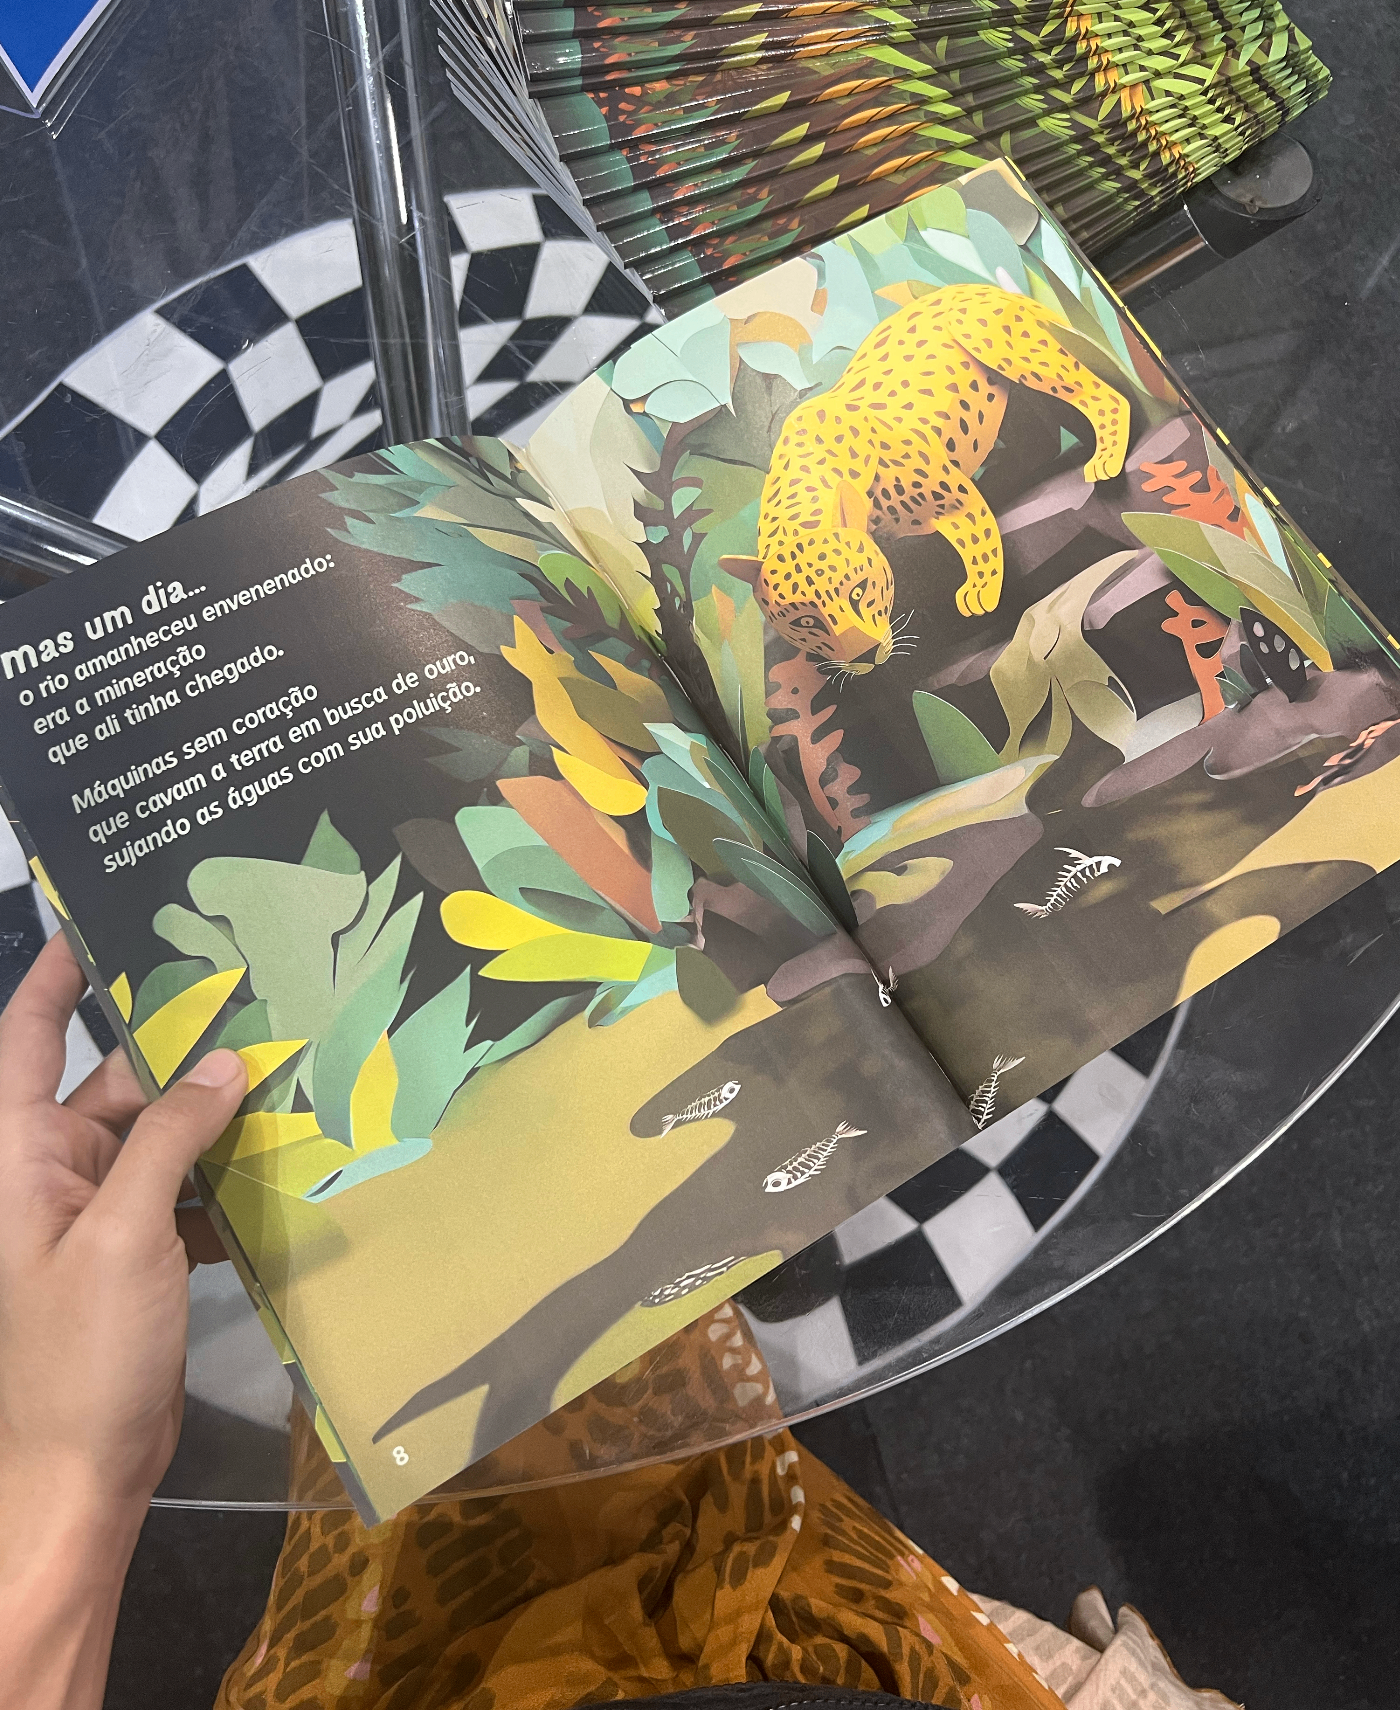 mas um dia...
o rio amanheceu envenenado:
era a mineração
que ali tinha chegado.
Máquinas sem coração
que cavam a terra em busca de ouro,
sujando as águas com sua poluição.
8